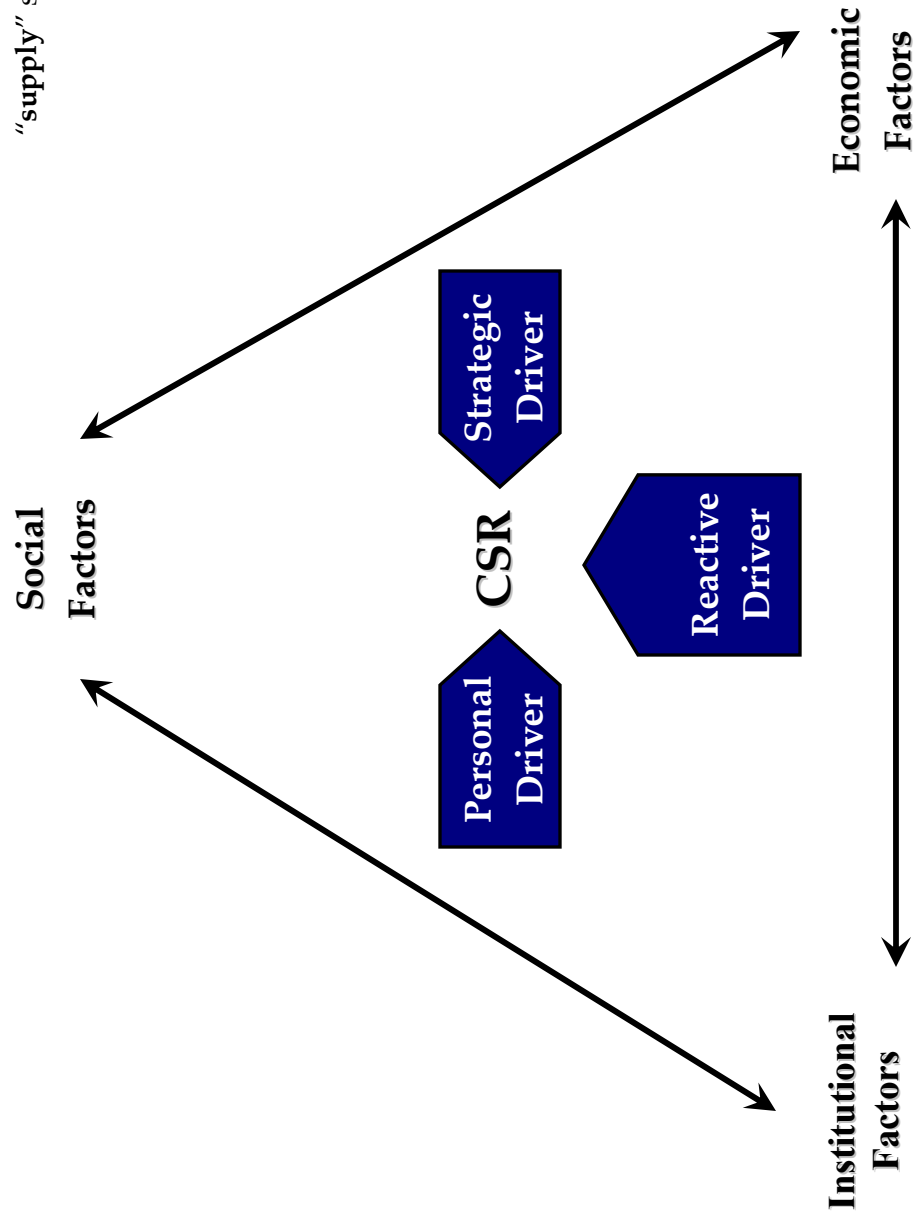 “supply”
Social
Factors
Personal
Driver
CSR
Strategic
Driver
Reactive
Driver
Institutional
Factors
Economic
Factors